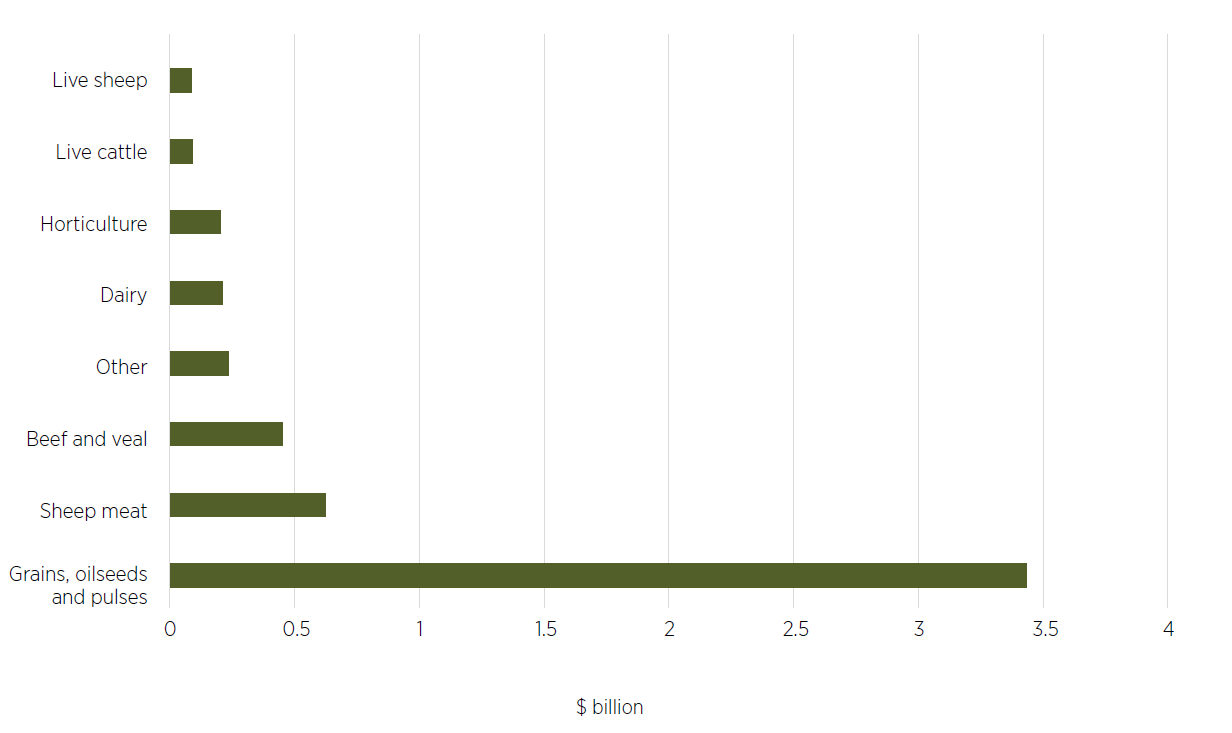 Live sheep
Live cattle
Horticulture
Dairy
Other
Beef and veal
Sheep meat
Grains, oilseeds
and pulses
0 0.5 1 1.5 2 2.5 3 3.5 4
$ billion